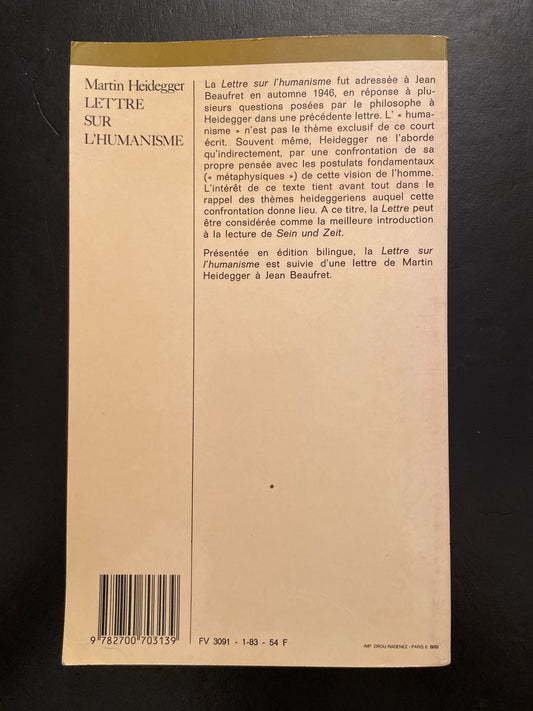 Martin Heidegger
LETTRE
SUR
L'HUMANISME
La Lettre sur l'humanisme fut adressée à Jean
Beaufret en automne 1946, en réponse à plu-
sieurs questions posées par le philosophe à
Heidegger dans une précédente lettre. L' « huma-
nisme » n'est pas le thème exclusif de ce court
écrit. Souvent même, Heidegger ne l'aborde
qu'indirectement, par une confrontation de sa
propre pensée avec les postulats fondamentaux
(« métaphysiques ») de cette vision de l'homme.
L'intérêt de ce texte tient avant tout dans le
rappel des thèmes heideggeriens auquel cette
confrontation donne lieu. A ce titre, la Lettre peut
être considérée comme la meilleure introduction
à la lecture de Sein und Zeit.
Présentée en édition bilingue, la Lettre sur
l'humanisme est suivie d'une lettre de Martin
Heidegger à Jean Beaufret.
9 782700 703139
FV 3091 - 1-83 - 54 F
IMP. GROU-RADENEZ - PARIS 6